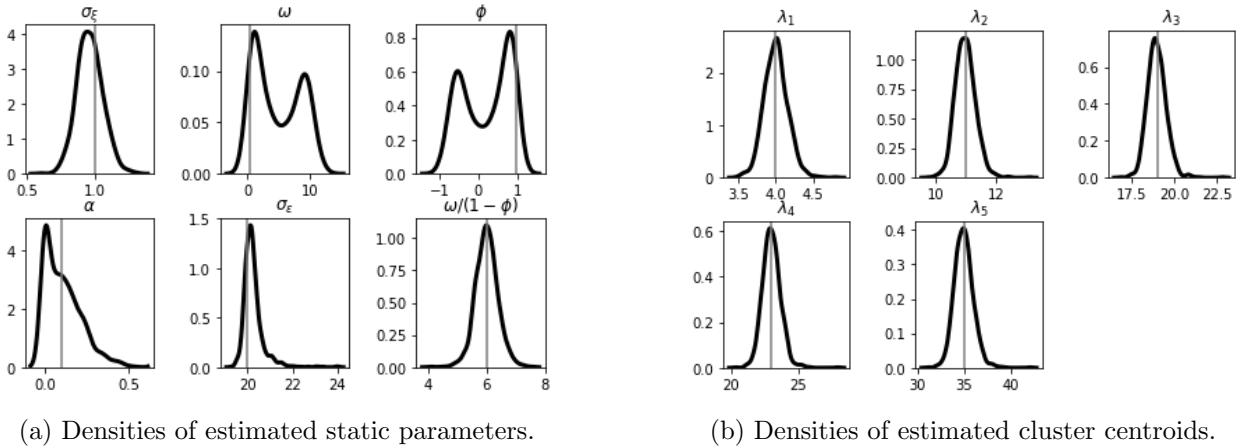 σ_ξ ω ϕ
4 3 2 1 0 0.5 1.0
0.10 0.05 0.00 0 10
0.8 0.6 0.4 0.2 0.0 −1 0 1
α σ_ε ω/(1 − ϕ)
4 2 0 0.0 0.5
1.5 1.0 0.5 0.0 20 22 24
1.00 0.75 0.50 0.25 0.00 4 6 8
(a) Densities of estimated static parameters.
λ_1 λ_2 λ_3
2 1 0 3.5 4.0 4.5
1.00 0.75 0.50 0.25 0.00 10 12
0.6 0.4 0.2 0.0 17.5 20.0 22.5
λ_4 λ_5
0.6 0.4 0.2 0.0 20 25
0.4 0.3 0.2 0.1 0.0 30 35 40
(b) Densities of estimated cluster centroids.